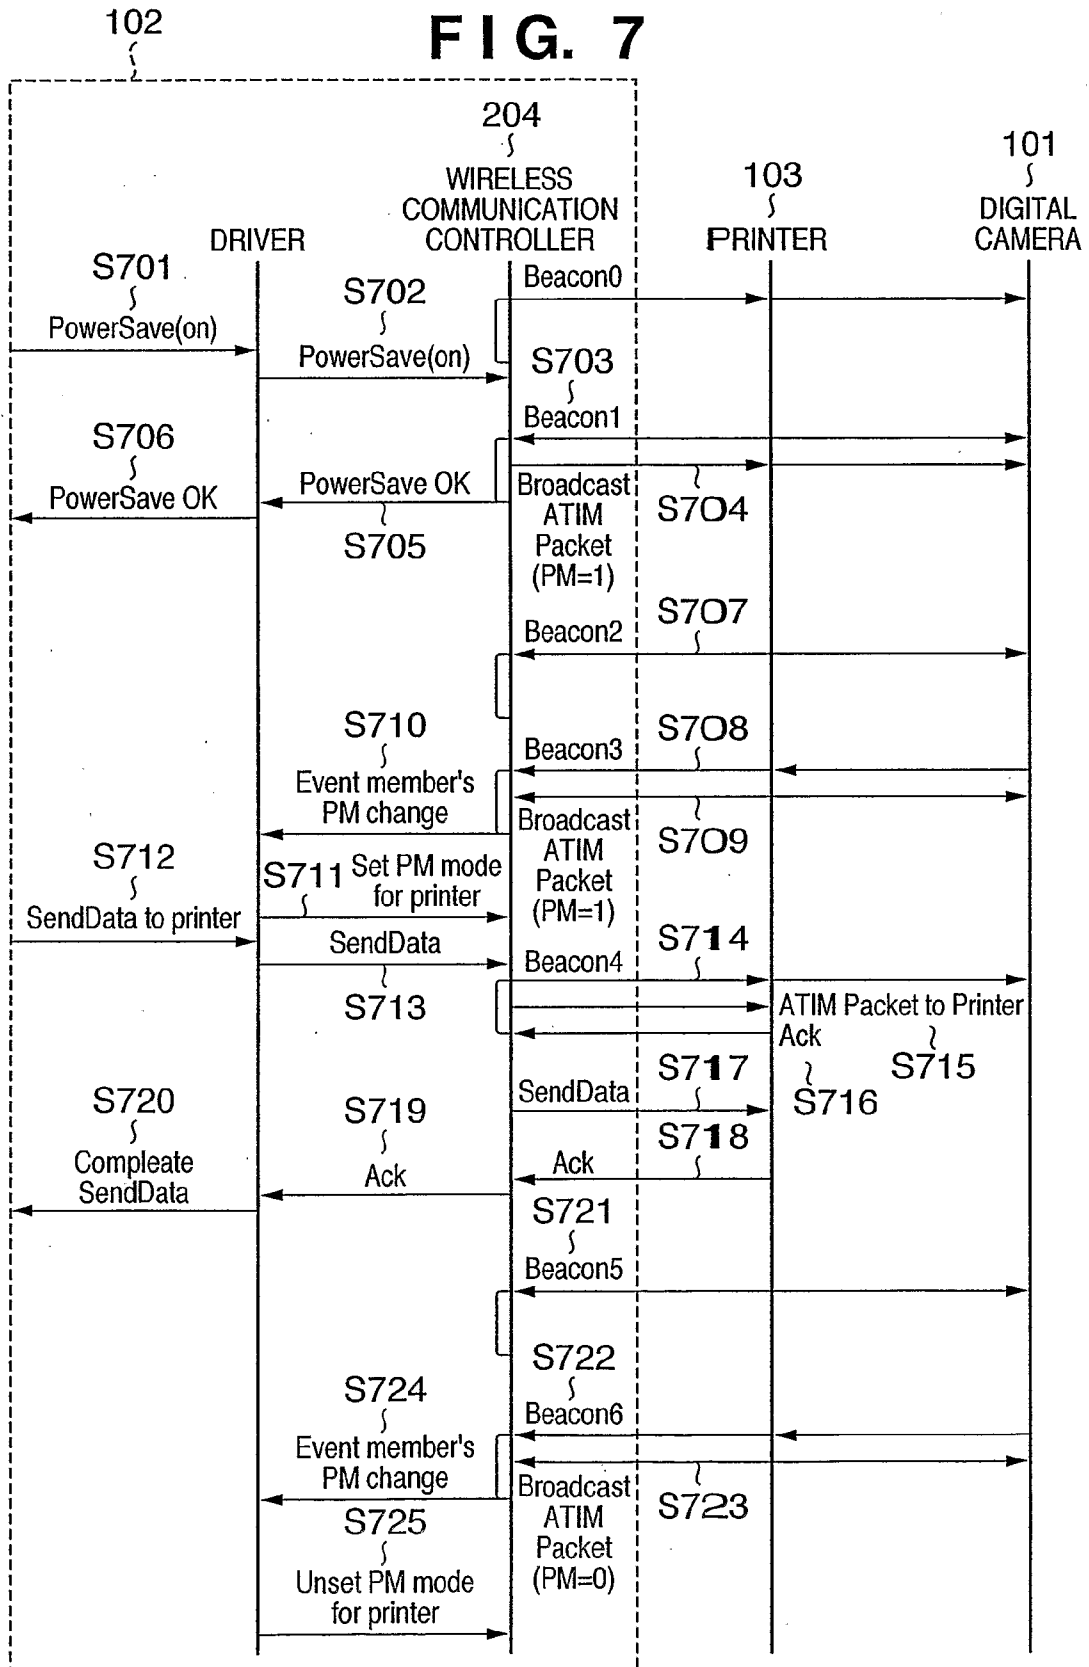 102
FIG. 7
204
WIRELESS
COMMUNICATION
CONTROLLER
103
PRINTER
101
DIGITAL
CAMERA
DRIVER
S701
PowerSave(on)
S702
PowerSave(on)
Beacon0
S703
Beacon1
S706
PowerSave OK
PowerSave OK
S705
Broadcast
ATIM
Packet
(PM=1)
S704
Beacon2
S707
S710
Event member's
PM change
Beacon3
S708
Broadcast
ATIM
Packet
(PM=1)
S709
S712
SendData to printer
S711 Set PM mode
for printer
SendData
S713
Beacon4
S714
ATIM Packet to Printer
Ack
S715
S716
S717
SendData
S718
Ack
S719
Ack
S720
Compleate
SendData
S721
Beacon5
S722
Beacon6
S724
Event member's
PM change
Broadcast
ATIM
Packet
(PM=0)
S723
S725
Unset PM mode
for printer